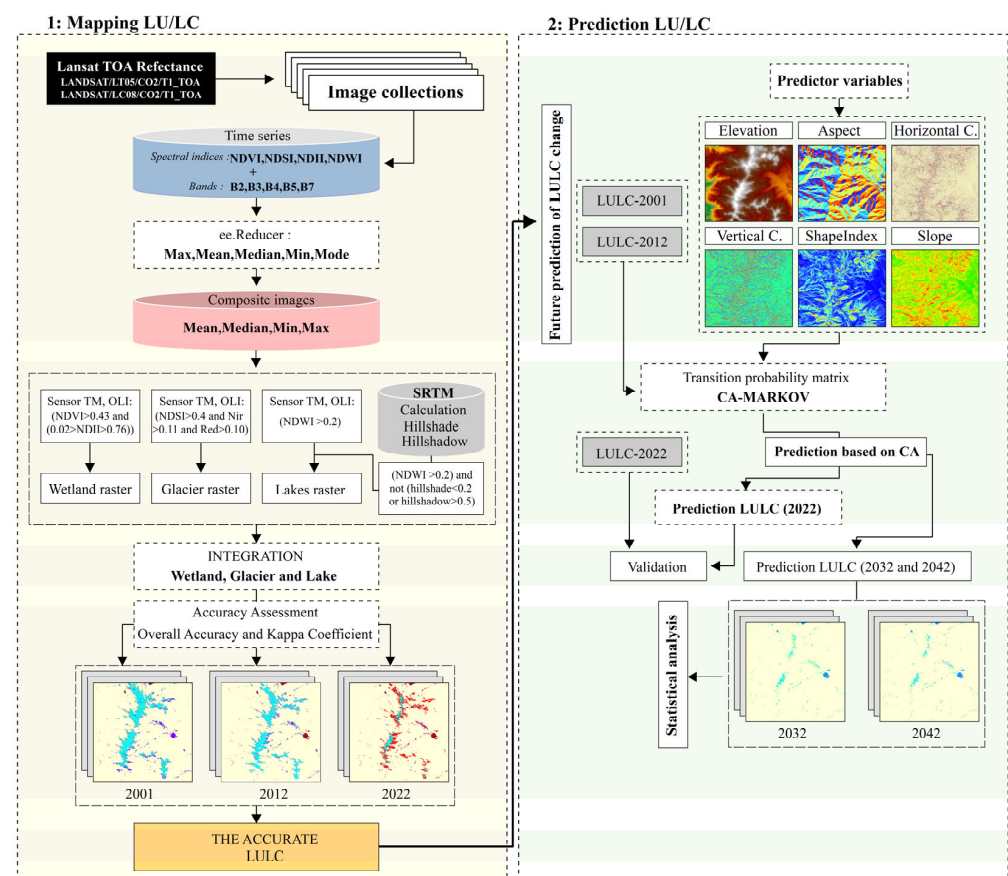 1: Mapping LU/LC
Lansat TOA Refectance
LANDSAT/LT05/CO2/T1_TOA
LANDSAT/LC08/CO2/T1_TOA
Image collections
Time series
Spectral indices : NDVI,NDSI,NDII,NDWI
+
Bands : B2,B3,B4,B5,B7
ee.Reducer :
Max,Mean,Median,Min,Mode
Composite images
Mean,Median,Min,Max
Sensor TM, OLI:
(NDVI>0.43 and
(0.02>NDII>0.76))
Sensor TM, OLI:
(NDSI>0.4 and Nir
>0.11 and Red>0.10)
Sensor TM, OLI:
(NDWI >0.2)
SRTM
Calculation
Hillshade
Hillshadow
Wetland raster
Glacier raster
Lakes raster
(NDWI >0.2) and
not (hillshade<0.2
or hillshadow>0.5)
INTEGRATION
Wetland, Glacier and Lake
Accuracy Assessment
Overall Accuracy and Kappa Coefficient
2001
2012
2022
THE ACCURATE
LULC
2: Prediction LU/LC
Future prediction of LULC change
Predictor variables
Elevation
Aspect
Horizontal C.
Vertical C.
ShapeIndex
Slope
LULC-2001
LULC-2012
Transition probability matrix
CA-MARKOV
LULC-2022
Prediction based on CA
Prediction LULC (2022)
Validation
Prediction LULC (2032 and 2042)
Statistical analysis
2032
2042